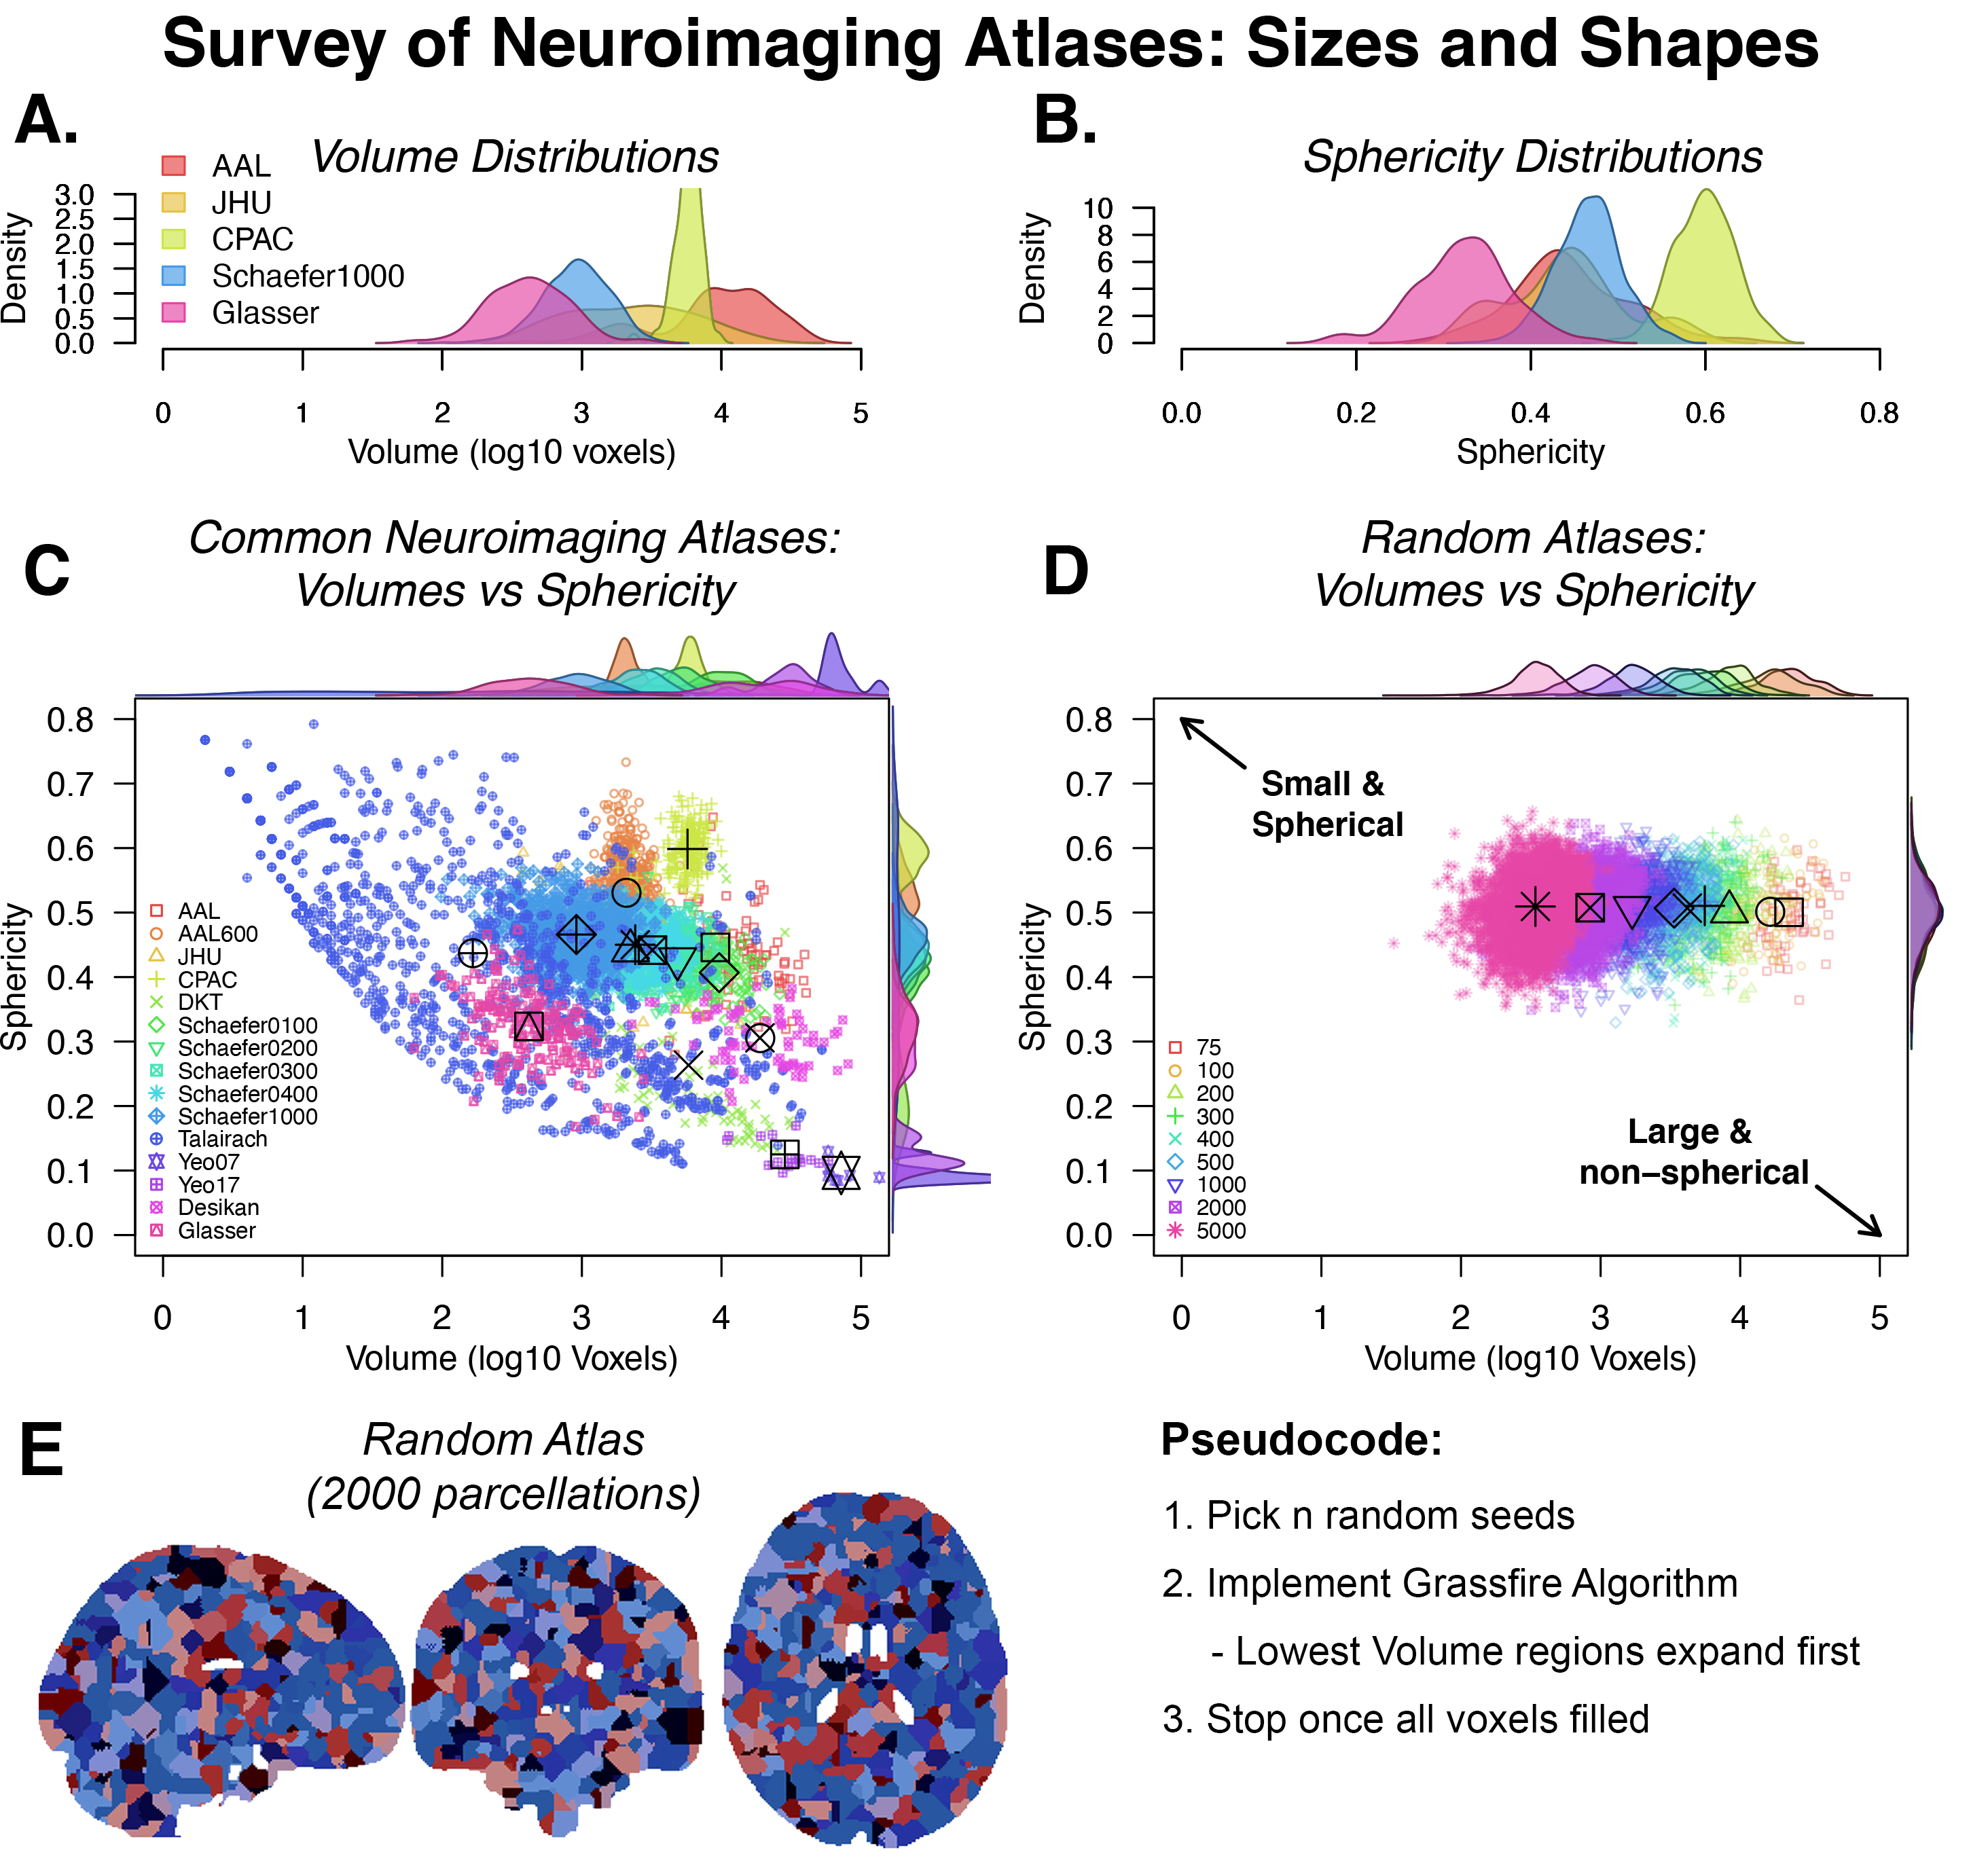 Survey of Neuroimaging Atlases: Sizes and Shapes
A.
Volume Distributions
AAL
JHU
CPAC
Schaefer1000
Glasser
Density
3.0
2.5
2.0
1.5
1.0
0.5
0.0
0 1 2 3 4 5
Volume (log10 voxels)
B.
Sphericity Distributions
Density
10
8
6
4
2
0
0.0 0.2 0.4 0.6 0.8
Sphericity
C
Common Neuroimaging Atlases:
Volumes vs Sphericity
Sphericity
0.8
0.7
0.6
0.5
0.4
0.3
0.2
0.1
0.0
AAL
AAL600
JHU
CPAC
DKT
Schaefer0100
Schaefer0200
Schaefer0300
Schaefer0400
Schaefer1000
Talairach
Yeo07
Yeo17
Desikan
Glasser
0 1 2 3 4 5
Volume (log10 Voxels)
D
Random Atlases:
Volumes vs Sphericity
Sphericity
0.8
0.7
0.6
0.5
0.4
0.3
0.2
0.1
0.0
Small &
Spherical
75
100
200
300
400
500
1000
2000
5000
Large &
non−spherical
0 1 2 3 4 5
Volume (log10 Voxels)
E
Random Atlas
(2000 parcellations)
Pseudocode:
1. Pick n random seeds
2. Implement Grassfire Algorithm
- Lowest Volume regions expand first
3. Stop once all voxels filled